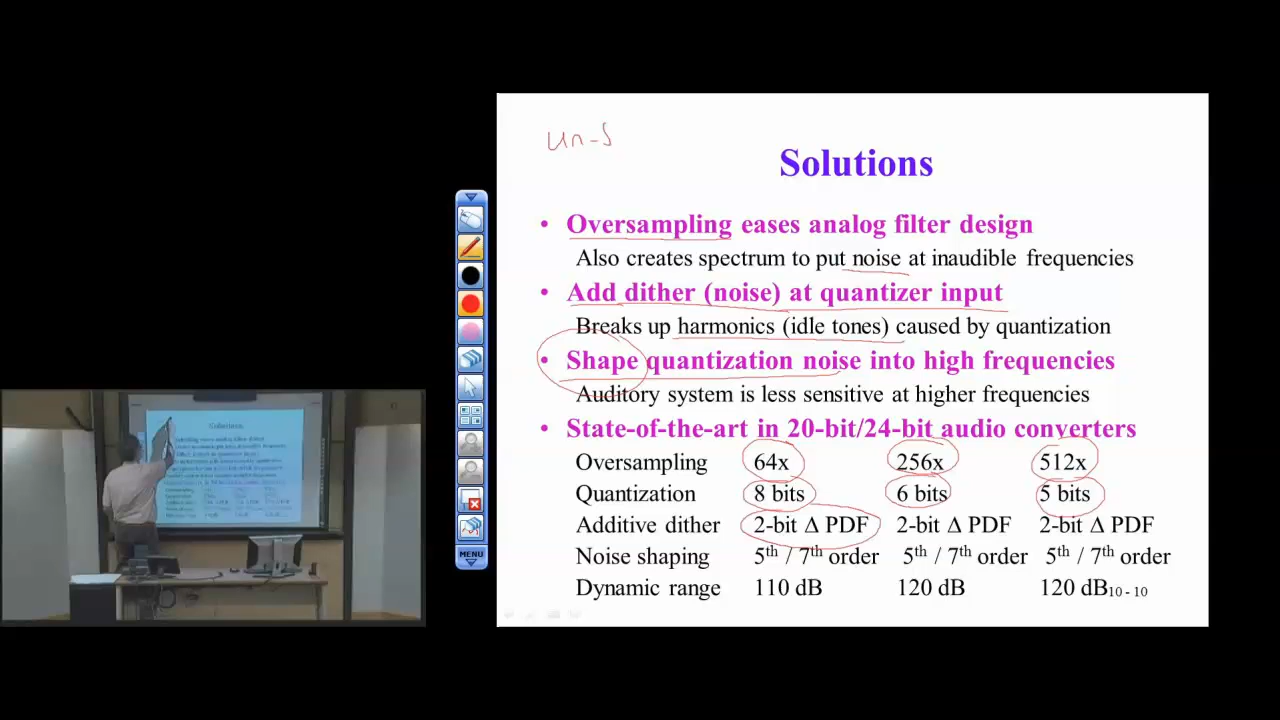 un-S
Solutions
• Oversampling eases analog filter design
Also creates spectrum to put noise at inaudible frequencies
• Add dither (noise) at quantizer input
Breaks up harmonics (idle tones) caused by quantization
• Shape quantization noise into high frequencies
Auditory system is less sensitive at higher frequencies
• State-of-the-art in 20-bit/24-bit audio converters
Oversampling 64x 256x 512x
Quantization 8 bits 6 bits 5 bits
Additive dither 2-bit Δ PDF 2-bit Δ PDF 2-bit Δ PDF
Noise shaping 5th / 7th order 5th / 7th order 5th / 7th order
Dynamic range 110 dB 120 dB 120 dB
10 - 10
MENU
Solutions